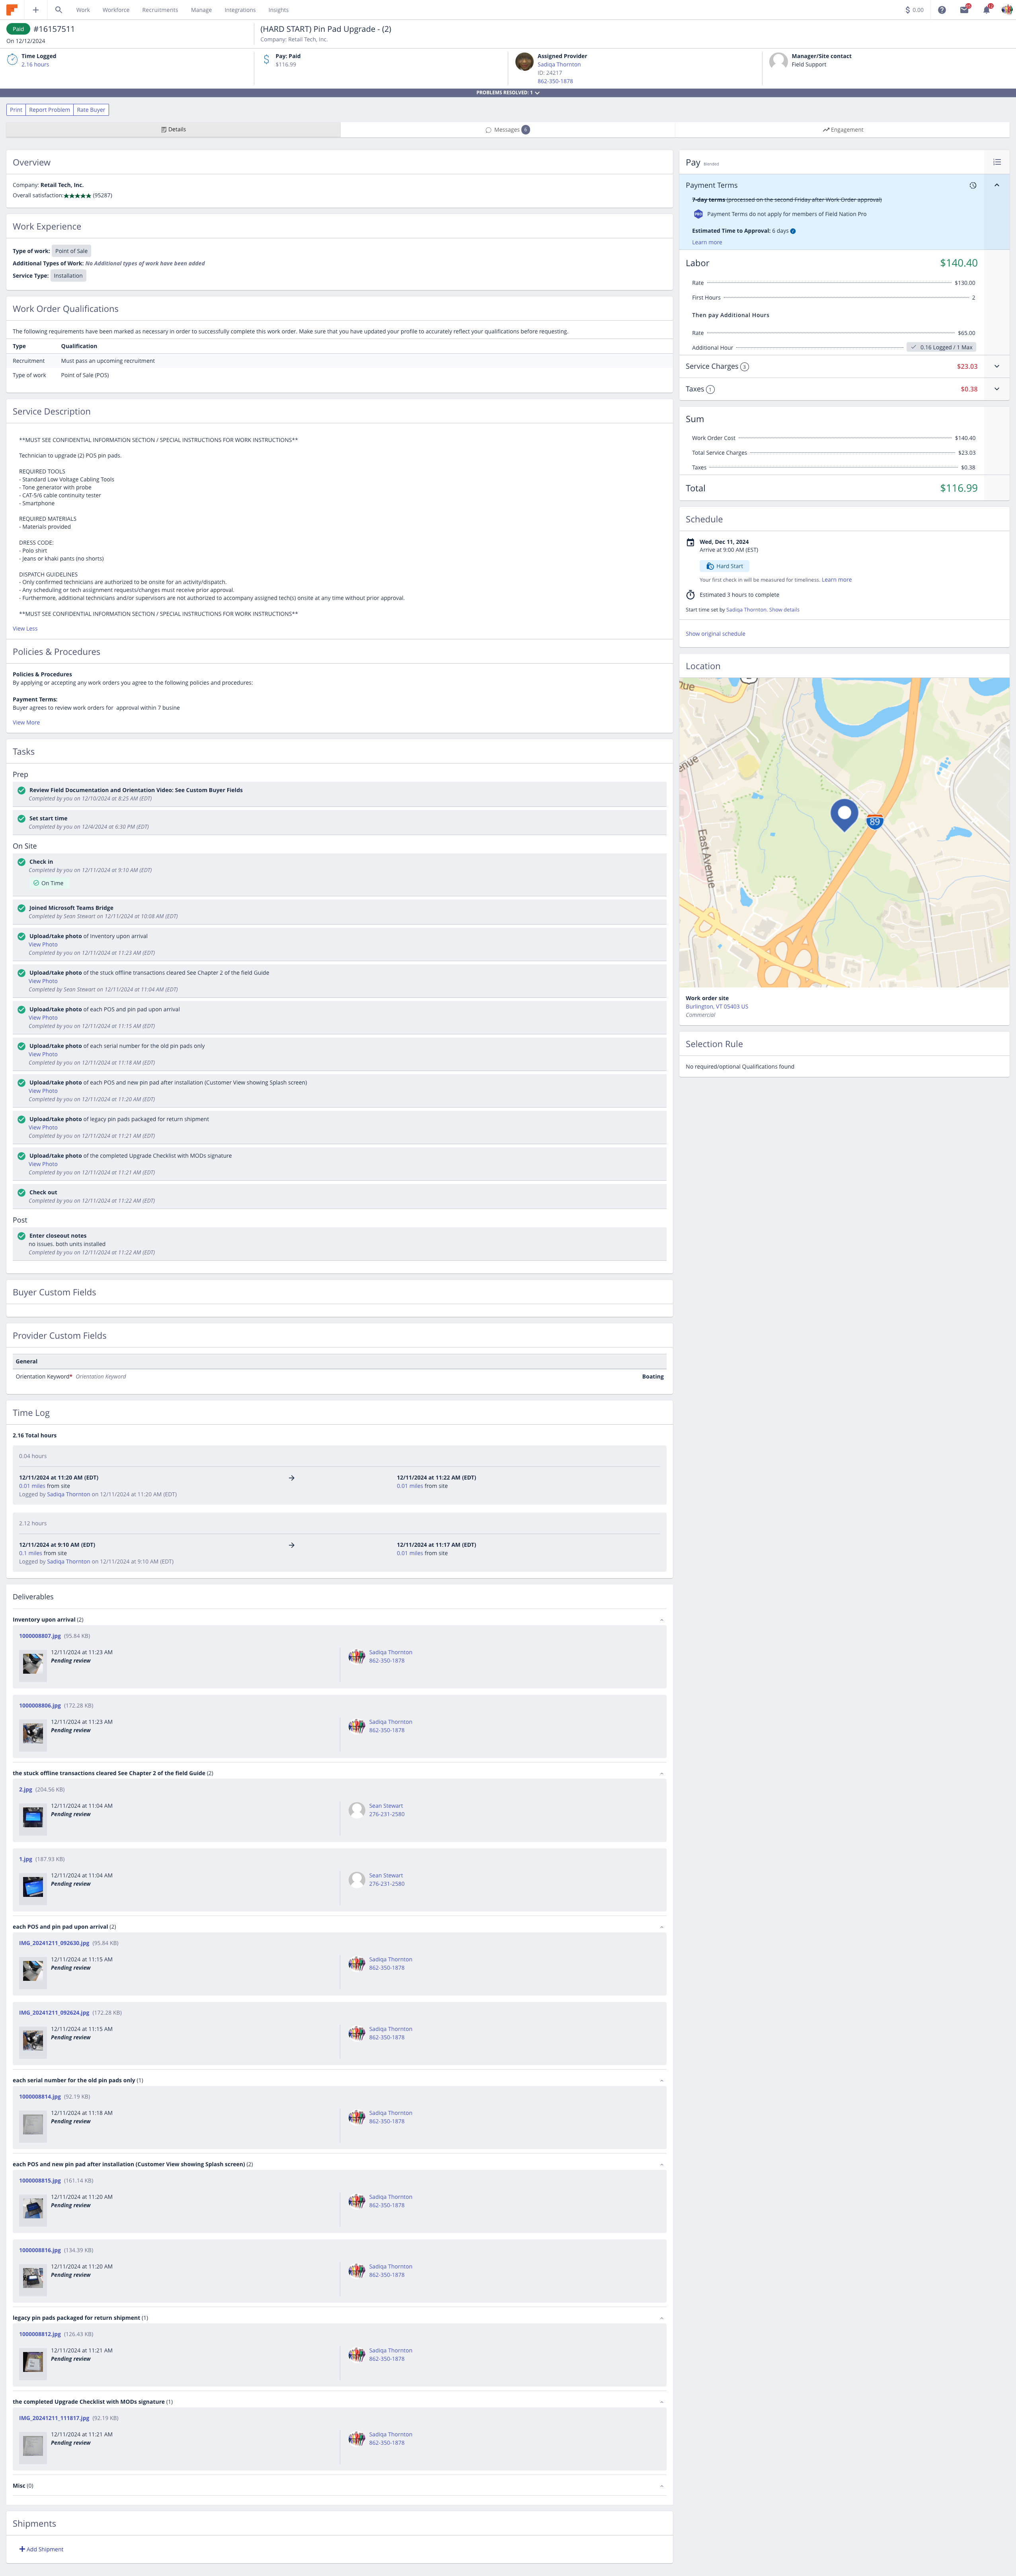 Work Workforce Recruitments Manage Integrations Insights
$ 0.00
Paid #16157511
On 12/12/2024
(HARD START) Pin Pad Upgrade - (2)
Company: Retail Tech, Inc.
Time Logged
2.16 hours
Pay: Paid
$116.99
Assigned Provider
Sadiqa Thornton
ID: 24217
862-350-1878
Manager/Site contact
Field Support
PROBLEMS RESOLVED: 1
Print Report Problem Rate Buyer
Details
Messages
Engagement
Overview
Company: Retail Tech, Inc.
Overall satisfaction: ★★★★★ (95287)
Work Experience
Type of work: Point of Sale
Additional Types of Work: No Additional types of work have been added
Service Type: Installation
Work Order Qualifications
The following requirements have been marked as necessary in order to successfully complete this work order. Make sure that you have updated your profile to accurately reflect your qualifications before requesting.
Type Qualification
Recruitment Must pass an upcoming recruitment
Type of work Point of Sale (POS)
Service Description
**MUST SEE CONFIDENTIAL INFORMATION SECTION / SPECIAL INSTRUCTIONS FOR WORK INSTRUCTIONS**
Technician to upgrade (2) POS pin pads.
REQUIRED TOOLS
- Standard Low Voltage Cabling Tools
- Tone generator with probe
- CAT-5/6 cable continuity tester
- Smartphone
REQUIRED MATERIALS
- Materials provided
DRESS CODE:
- Polo shirt
- Jeans or khaki pants (no shorts)
DISPATCH GUIDELINES
- Only confirmed technicians are authorized to be onsite for an activity/dispatch.
- Any scheduling or tech assignment requests/changes must receive prior approval.
- Furthermore, additional technicians and/or supervisors are not authorized to accompany assigned tech(s) onsite at any time without prior approval.
**MUST SEE CONFIDENTIAL INFORMATION SECTION / SPECIAL INSTRUCTIONS FOR WORK INSTRUCTIONS**
View Less
Policies & Procedures
Policies & Procedures
By applying or accepting any work orders you agree to the following policies and procedures:
Payment Terms:
Buyer agrees to review work orders for approval within 7 busine
View More
Tasks
Prep
Review Field Documentation and Orientation Video: See Custom Buyer Fields
Completed by you on 12/10/2024 at 8:25 AM (EDT)
Set start time
Completed by you on 12/4/2024 at 6:30 PM (EDT)
On Site
Check in
Completed by you on 12/11/2024 at 9:10 AM (EDT)
On Time
Joined Microsoft Teams Bridge
Completed by Sean Stewart on 12/11/2024 at 10:08 AM (EDT)
Upload/take photo of Inventory upon arrival
View Photo
Completed by you on 12/11/2024 at 11:23 AM (EDT)
Upload/take photo of the stuck offline transactions cleared See Chapter 2 of the field Guide
View Photo
Completed by Sean Stewart on 12/11/2024 at 11:04 AM (EDT)
Upload/take photo of each POS and pin pad upon arrival
View Photo
Completed by you on 12/11/2024 at 11:15 AM (EDT)
Upload/take photo of each serial number for the old pin pads only
View Photo
Completed by you on 12/11/2024 at 11:18 AM (EDT)
Upload/take photo of each POS and new pin pad after installation (Customer View showing Splash screen)
View Photo
Completed by you on 12/11/2024 at 11:20 AM (EDT)
Upload/take photo of legacy pin pads packaged for return shipment
View Photo
Completed by you on 12/11/2024 at 11:21 AM (EDT)
Upload/take photo of the completed Upgrade Checklist with MODs signature
View Photo
Completed by you on 12/11/2024 at 11:21 AM (EDT)
Check out
Completed by you on 12/11/2024 at 11:22 AM (EDT)
Post
Enter closeout notes
no issues. both units installed
Completed by you on 12/11/2024 at 11:22 AM (EDT)
Buyer Custom Fields
Provider Custom Fields
General
Orientation Keyword* Orientation Keyword Boating
Time Log
2.16 Total hours
0.04 hours
12/11/2024 at 11:20 AM (EDT) 12/11/2024 at 11:22 AM (EDT)
0.01 miles from site 0.01 miles from site
Logged by Sadiqa Thornton on 12/11/2024 at 11:20 AM (EDT)
2.12 hours
12/11/2024 at 9:10 AM (EDT) 12/11/2024 at 11:17 AM (EDT)
0.1 miles from site 0.01 miles from site
Logged by Sadiqa Thornton on 12/11/2024 at 9:10 AM (EDT)
Deliverables
Inventory upon arrival (2)
1000008807.jpg (95.84 KB)
12/11/2024 at 11:23 AM Sadiqa Thornton
Pending review 862-350-1878
1000008806.jpg (172.28 KB)
12/11/2024 at 11:23 AM Sadiqa Thornton
Pending review 862-350-1878
the stuck offline transactions cleared See Chapter 2 of the field Guide (2)
2.jpg (204.56 KB)
12/11/2024 at 11:04 AM Sean Stewart
Pending review 276-231-2580
1.jpg (187.93 KB)
12/11/2024 at 11:04 AM Sean Stewart
Pending review 276-231-2580
each POS and pin pad upon arrival (2)
IMG_20241211_092630.jpg (95.84 KB)
12/11/2024 at 11:15 AM Sadiqa Thornton
Pending review 862-350-1878
IMG_20241211_092624.jpg (172.28 KB)
12/11/2024 at 11:15 AM Sadiqa Thornton
Pending review 862-350-1878
each serial number for the old pin pads only (1)
1000008814.jpg (92.19 KB)
12/11/2024 at 11:18 AM Sadiqa Thornton
Pending review 862-350-1878
each POS and new pin pad after installation (Customer View showing Splash screen) (2)
1000008815.jpg (161.14 KB)
12/11/2024 at 11:20 AM Sadiqa Thornton
Pending review 862-350-1878
1000008816.jpg (134.39 KB)
12/11/2024 at 11:20 AM Sadiqa Thornton
Pending review 862-350-1878
legacy pin pads packaged for return shipment (1)
1000008812.jpg (126.43 KB)
12/11/2024 at 11:21 AM Sadiqa Thornton
Pending review 862-350-1878
the completed Upgrade Checklist with MODs signature (1)
IMG_20241211_111817.jpg (92.19 KB)
12/11/2024 at 11:21 AM Sadiqa Thornton
Pending review 862-350-1878
Misc (0)
Shipments
Add Shipment
Pay Blended
Payment Terms
7-day terms (processed on the second Friday after Work Order approval)
PRO Payment Terms do not apply for members of Field Nation Pro
Estimated Time to Approval: 6 days
Learn more
Labor $140.40
Rate $130.00
First Hours 2
Then pay Additional Hours
Rate $65.00
Additional Hour 0.16 Logged / 1 Max
Service Charges 3 $23.03
Taxes 1 $0.38
Sum
Work Order Cost $140.40
Total Service Charges $23.03
Taxes $0.38
Total $116.99
Schedule
Wed, Dec 11, 2024
Arrive at 9:00 AM (EST)
Hard Start
Your first check in will be measured for timeliness. Learn more
Estimated 3 hours to complete
Start time set by Sadiqa Thornton. Show details
Show original schedule
Location
East Avenue
89
Work order site
Burlington, VT 05403 US
Commercial
Selection Rule
No required/optional Qualifications found